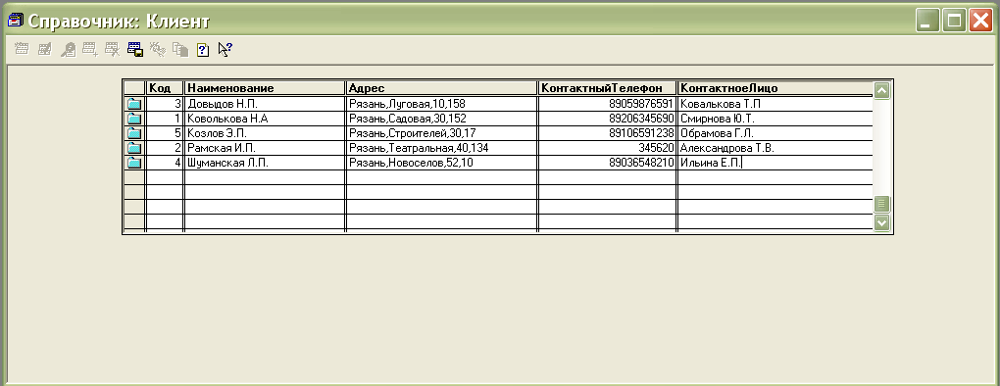 Справочник: Клиент
Код Наименование Адрес КонтактныйТелефон КонтактноеЛицо
3 Довыдов Н.П. Рязань,Луговая,10,158 89059876591 Ковалькова Т.П
1 Коволькова Н.А Рязань,Садовая,30,152 89206345690 Смирнова Ю.Т.
5 Козлов Э.П. Рязань,Строителей,30,17 89106591238 Обрамова Г.Л.
2 Рамская И.П. Рязань,Театральная,40,134 345620 Александрова Т.В.
4 Шуманская Л.П. Рязань,Новоселов,52,10 89036548210 Ильина Е.П.